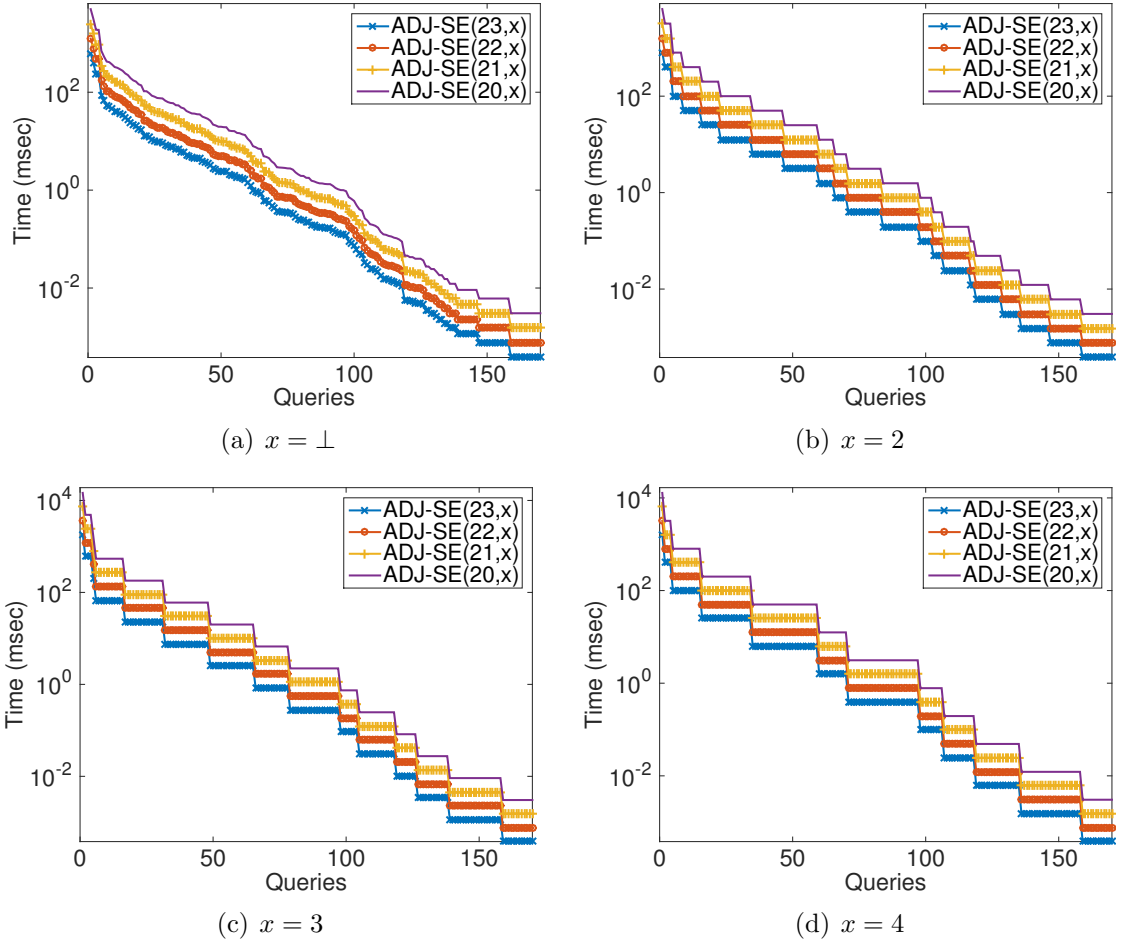 ADJ-SE(23,x)
ADJ-SE(22,x)
ADJ-SE(21,x)
ADJ-SE(20,x)
Time (msec)
10^2
10^0
10^-2
0 50 100 150
Queries
(a) x = ⊥
ADJ-SE(23,x)
ADJ-SE(22,x)
ADJ-SE(21,x)
ADJ-SE(20,x)
Time (msec)
10^2
10^0
10^-2
0 50 100 150
Queries
(b) x = 2
ADJ-SE(23,x)
ADJ-SE(22,x)
ADJ-SE(21,x)
ADJ-SE(20,x)
Time (msec)
10^4
10^2
10^0
10^-2
0 50 100 150
Queries
(c) x = 3
ADJ-SE(23,x)
ADJ-SE(22,x)
ADJ-SE(21,x)
ADJ-SE(20,x)
Time (msec)
10^4
10^2
10^0
10^-2
0 50 100 150
Queries
(d) x = 4